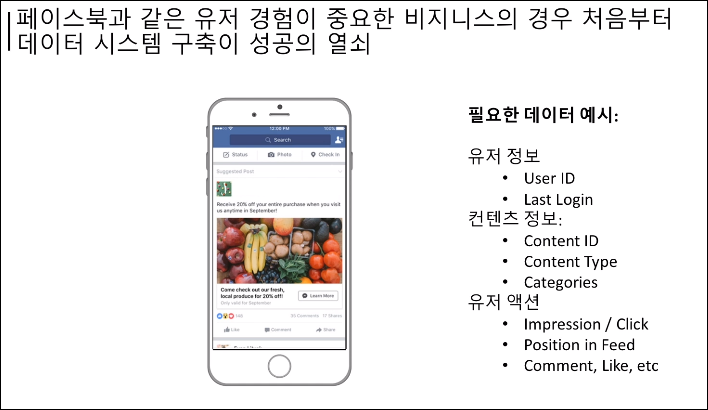 페이스북과 같은 유저 경험이 중요한 비지니스의 경우 처음부터
데이터 시스템 구축이 성공의 열쇠
12:00 PM
100%
Search
Status
Photo
Check In
Suggested Post
Receive 20% off your entire purchase when you visit
us anytime in September!
Come check out our fresh,
local produce for 20% off!
Only valid for September
Learn More
Like
Comment
Share
필요한 데이터 예시:
유저 정보
• User ID
• Last Login
컨텐츠 정보:
• Content ID
• Content Type
• Categories
유저 액션
• Impression / Click
• Position in Feed
• Comment, Like, etc